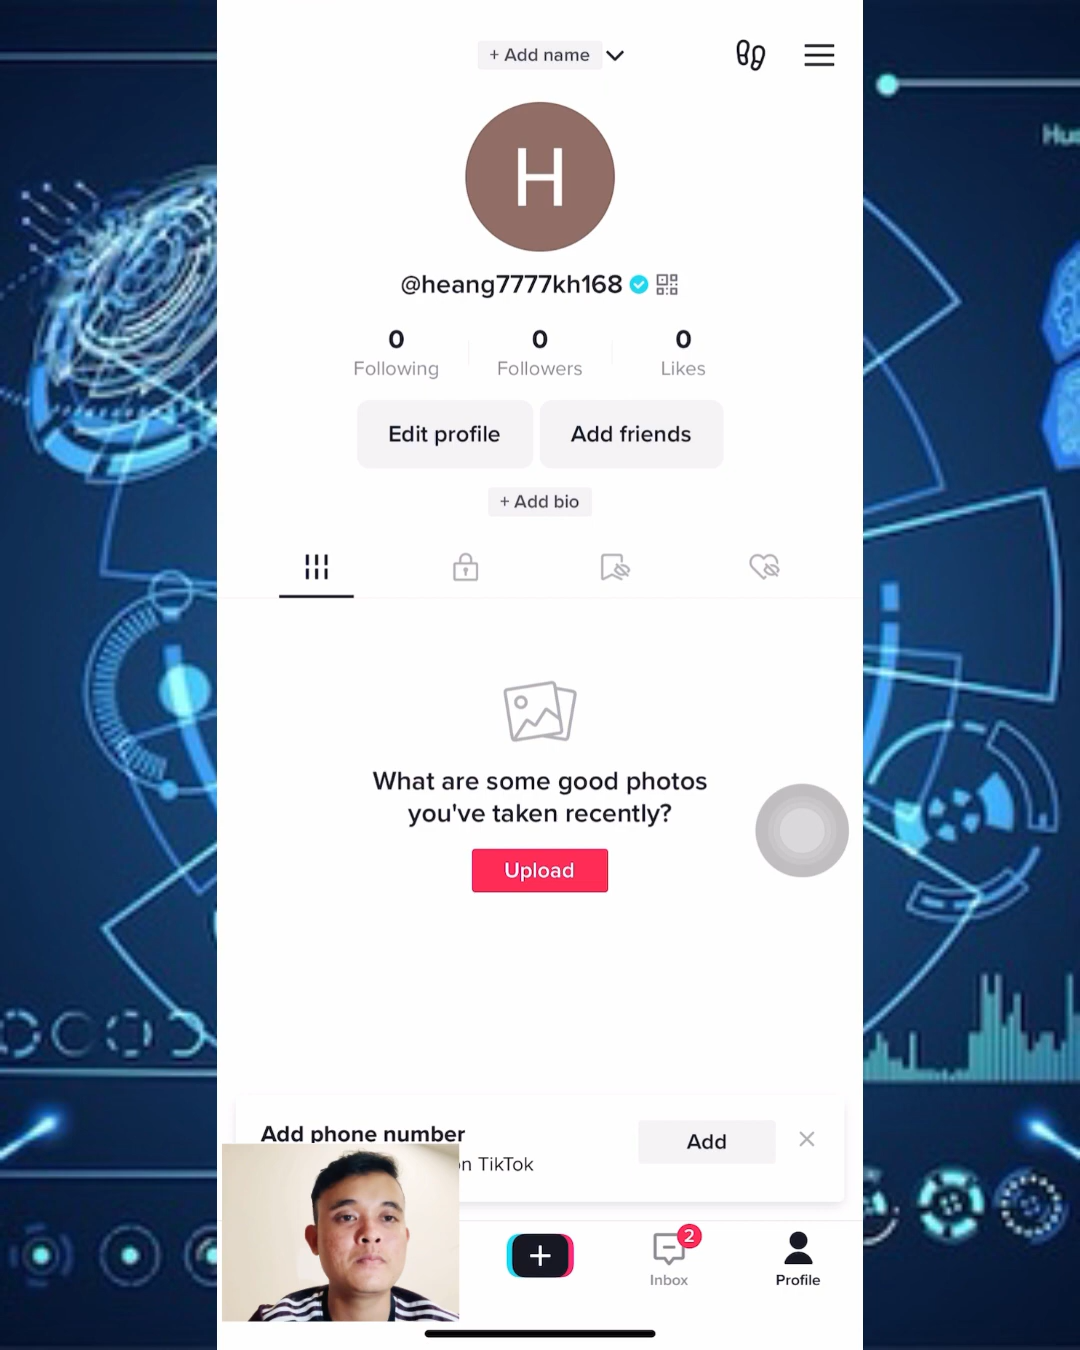 + Add name
H
@heang7777kh168
0 0 0
Following Followers Likes
Edit profile Add friends
+ Add bio
What are some good photos
you've taken recently?
Upload
Add phone number
on TikTok
Add
2
Inbox Profile